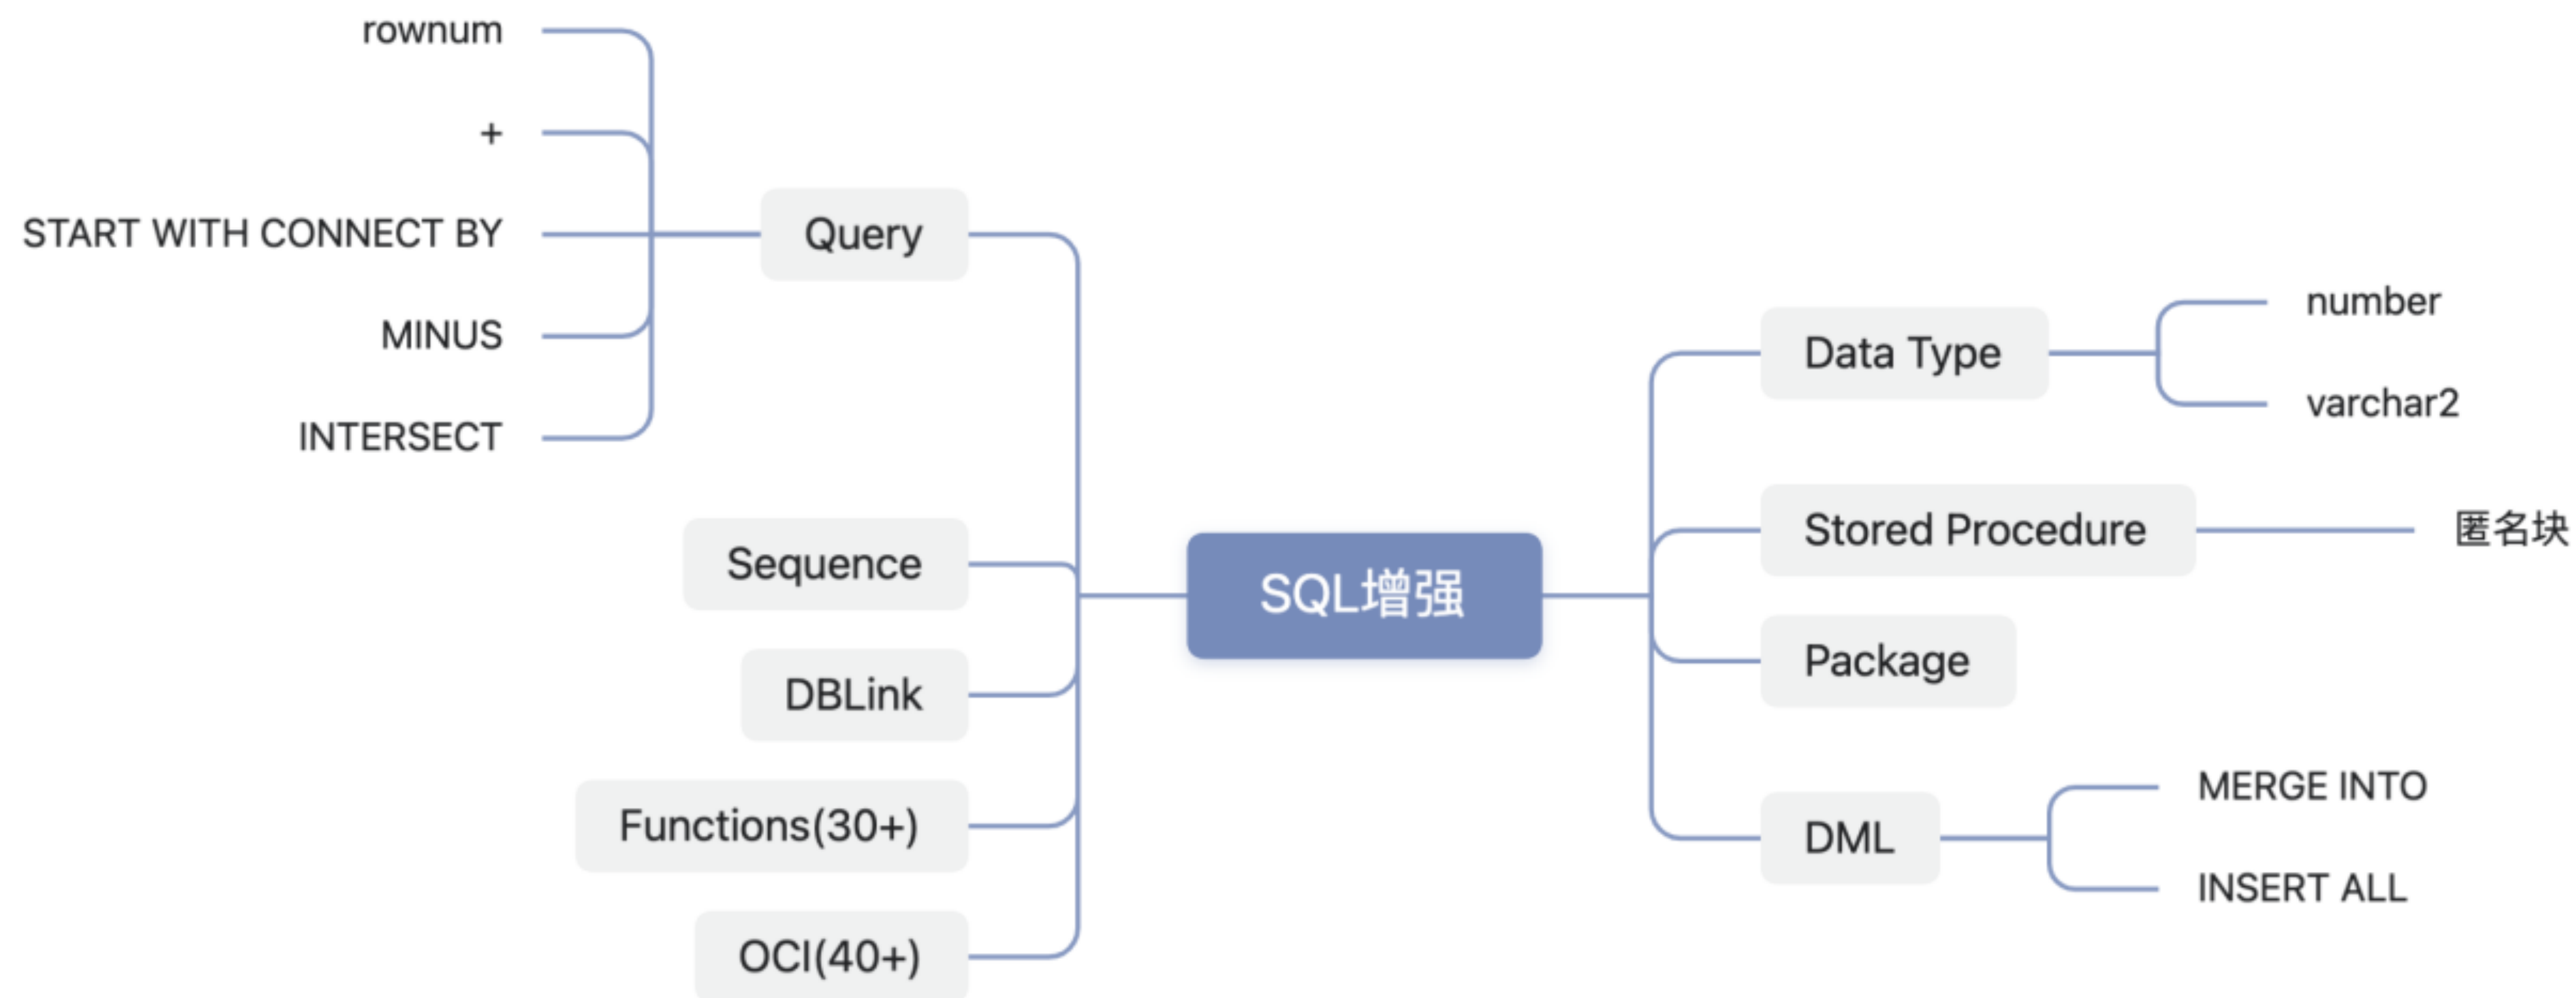 rownum
+
START WITH CONNECT BY
MINUS
INTERSECT
Query
Sequence
DBLink
Functions(30+)
OCI(40+)
SQL增强
Data Type
number
varchar2
Stored Procedure
匿名块
Package
DML
MERGE INTO
INSERT ALL